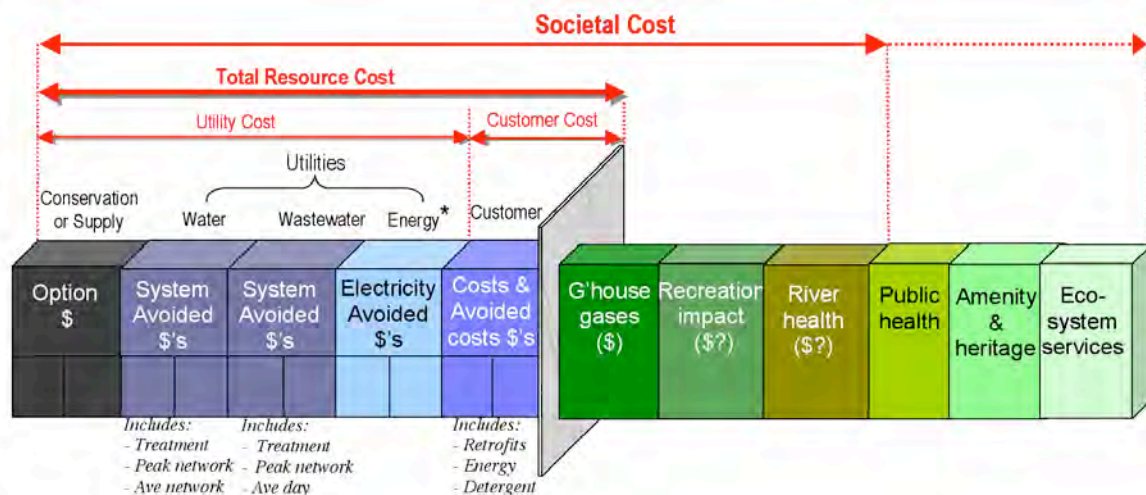 Societal Cost
Total Resource Cost
Utility Cost
Customer Cost
Utilities
Conservation
or Supply
Water
Wastewater
Energy*
Customer
Option
$
System
Avoided
$'s
System
Avoided
$'s
Electricity
Avoided
$'s
Costs &
Avoided
costs $'s
G'house
gases
($)
Recreation
impact
($?)
River
health
($?)
Public
health
Amenity
&
heritage
Eco-
system
services
Includes:
- Treatment
- Peak network
- Ave network
Includes:
- Treatment
- Peak network
- Ave day
Includes:
- Retrofits
- Energy
- Detergent